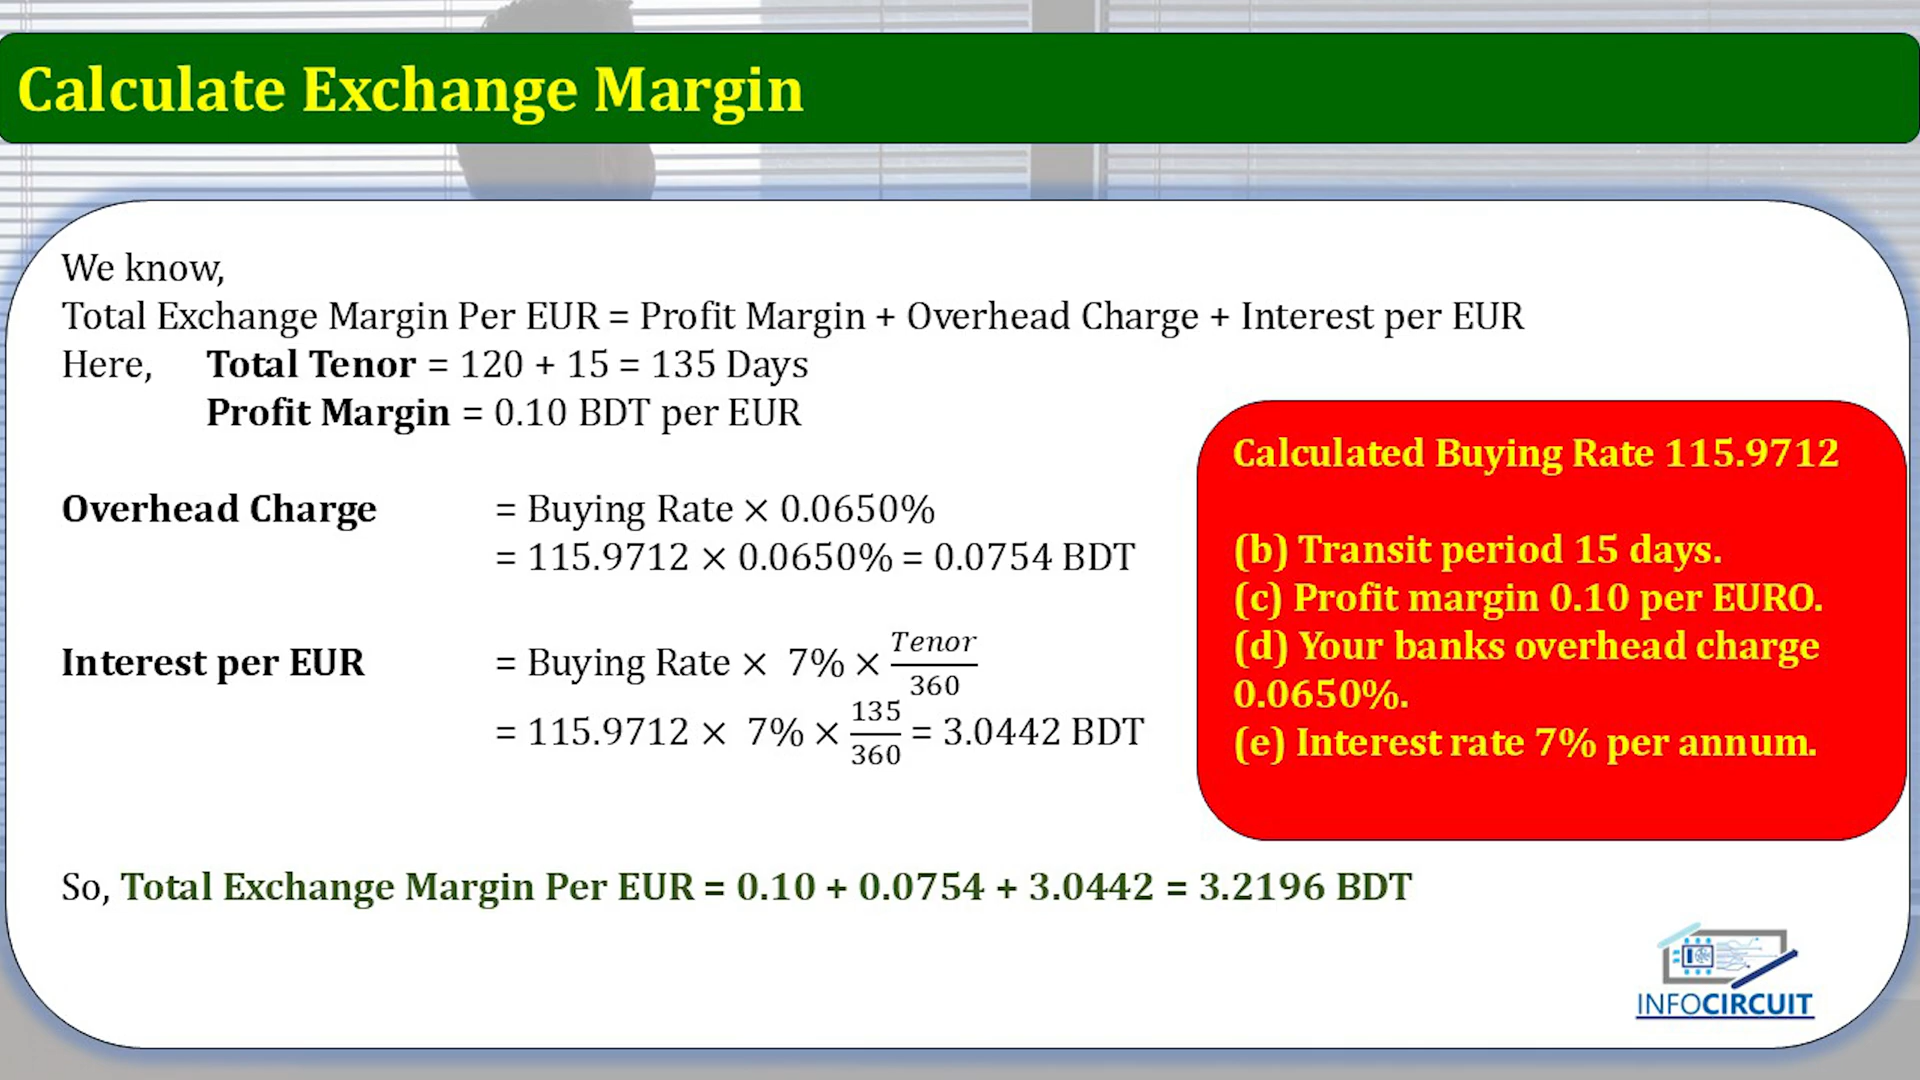 Calculate Exchange Margin
We know,
Total Exchange Margin Per EUR = Profit Margin + Overhead Charge + Interest per EUR
Here, Total Tenor = 120 + 15 = 135 Days
Profit Margin = 0.10 BDT per EUR
Overhead Charge = Buying Rate × 0.0650%
= 115.9712 × 0.0650% = 0.0754 BDT
Interest per EUR = Buying Rate × 7% × Tenor/360
= 115.9712 × 7% × 135/360 = 3.0442 BDT
Calculated Buying Rate 115.9712
(b) Transit period 15 days.
(c) Profit margin 0.10 per EURO.
(d) Your banks overhead charge
0.0650%.
(e) Interest rate 7% per annum.
So, Total Exchange Margin Per EUR = 0.10 + 0.0754 + 3.0442 = 3.2196 BDT
INFOCIRCUIT